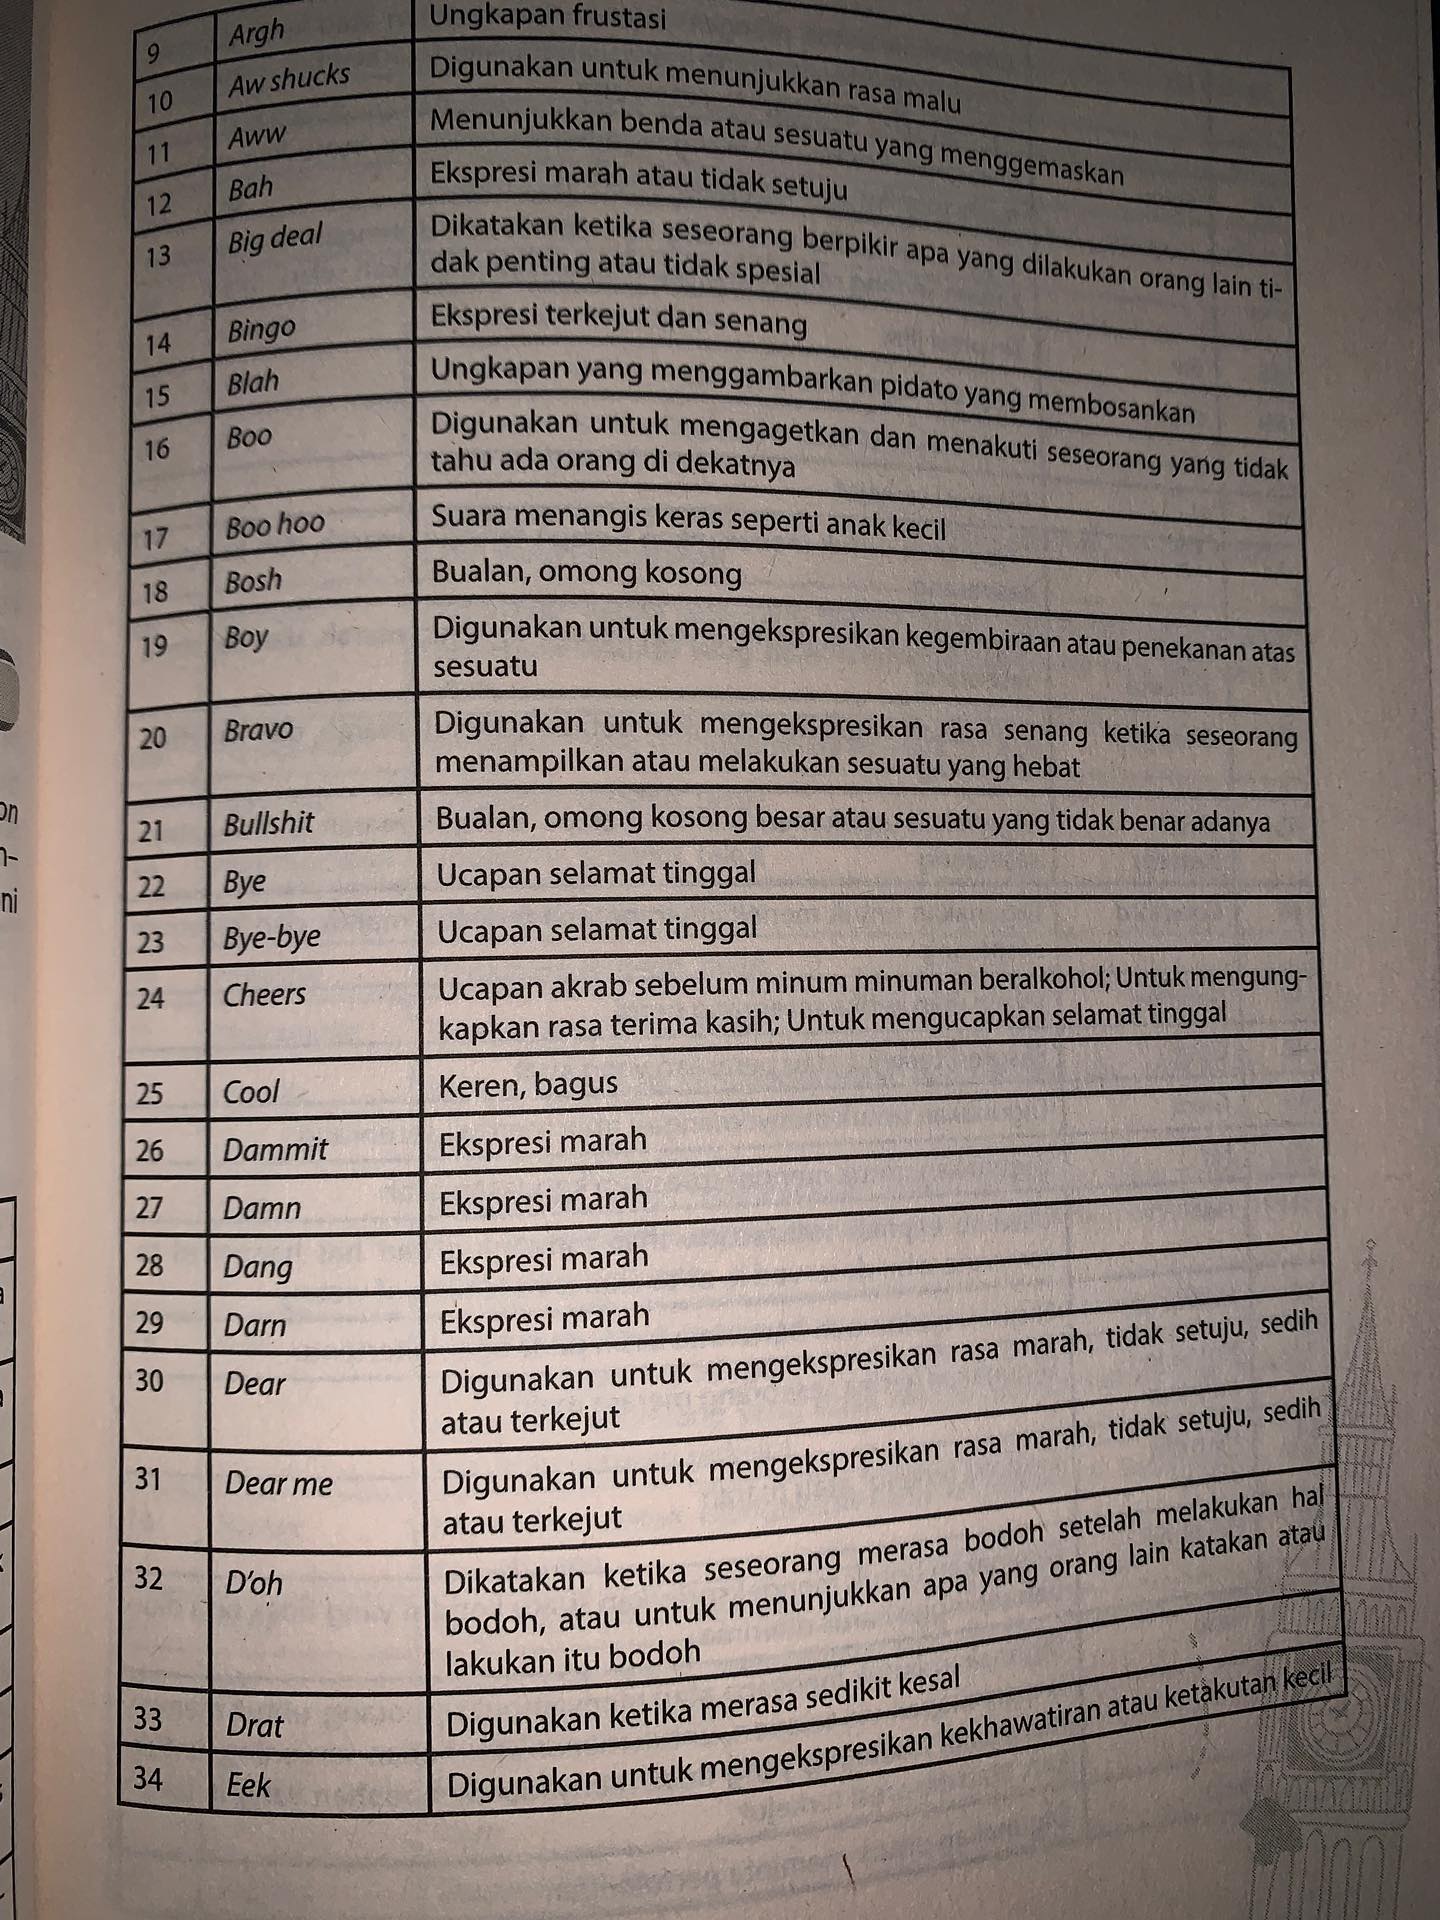 9 Argh Ungkapan frustasi
10 Aw shucks Digunakan untuk menunjukkan rasa malu
11 Aww Menunjukkan benda atau sesuatu yang menggemaskan
12 Bah Ekspresi marah atau tidak setuju
13 Big deal Dikatakan ketika seseorang berpikir apa yang dilakukan orang lain ti-
dak penting atau tidak spesial
14 Bingo Ekspresi terkejut dan senang
15 Blah Ungkapan yang menggambarkan pidato yang membosankan
16 Boo Digunakan untuk mengagetkan dan menakuti seseorang yang tidak
tahu ada orang di dekatnya
17 Boo hoo Suara menangis keras seperti anak kecil
18 Bosh Bualan, omong kosong
19 Boy Digunakan untuk mengekspresikan kegembiraan atau penekanan atas
sesuatu
20 Bravo Digunakan untuk mengekspresikan rasa senang ketika seseorang
menampilkan atau melakukan sesuatu yang hebat
21 Bullshit Bualan, omong kosong besar atau sesuatu yang tidak benar adanya
22 Bye Ucapan selamat tinggal
23 Bye-bye Ucapan selamat tinggal
24 Cheers Ucapan akrab sebelum minum minuman beralkohol; Untuk mengung-
kapkan rasa terima kasih; Untuk mengucapkan selamat tinggal
25 Cool Keren, bagus
26 Dammit Ekspresi marah
27 Damn Ekspresi marah
28 Dang Ekspresi marah
29 Darn Ekspresi marah
30 Dear Digunakan untuk mengekspresikan rasa marah, tidak setuju, sedih
atau terkejut
31 Dear me Digunakan untuk mengekspresikan rasa marah, tidak setuju, sedih
atau terkejut
32 D'oh Dikatakan ketika seseorang merasa bodoh setelah melakukan hal
bodoh, atau untuk menunjukkan apa yang orang lain katakan atau
lakukan itu bodoh
33 Drat Digunakan ketika merasa sedikit kesal
34 Eek Digunakan untuk mengekspresikan kekhawatiran atau ketakutan kecil